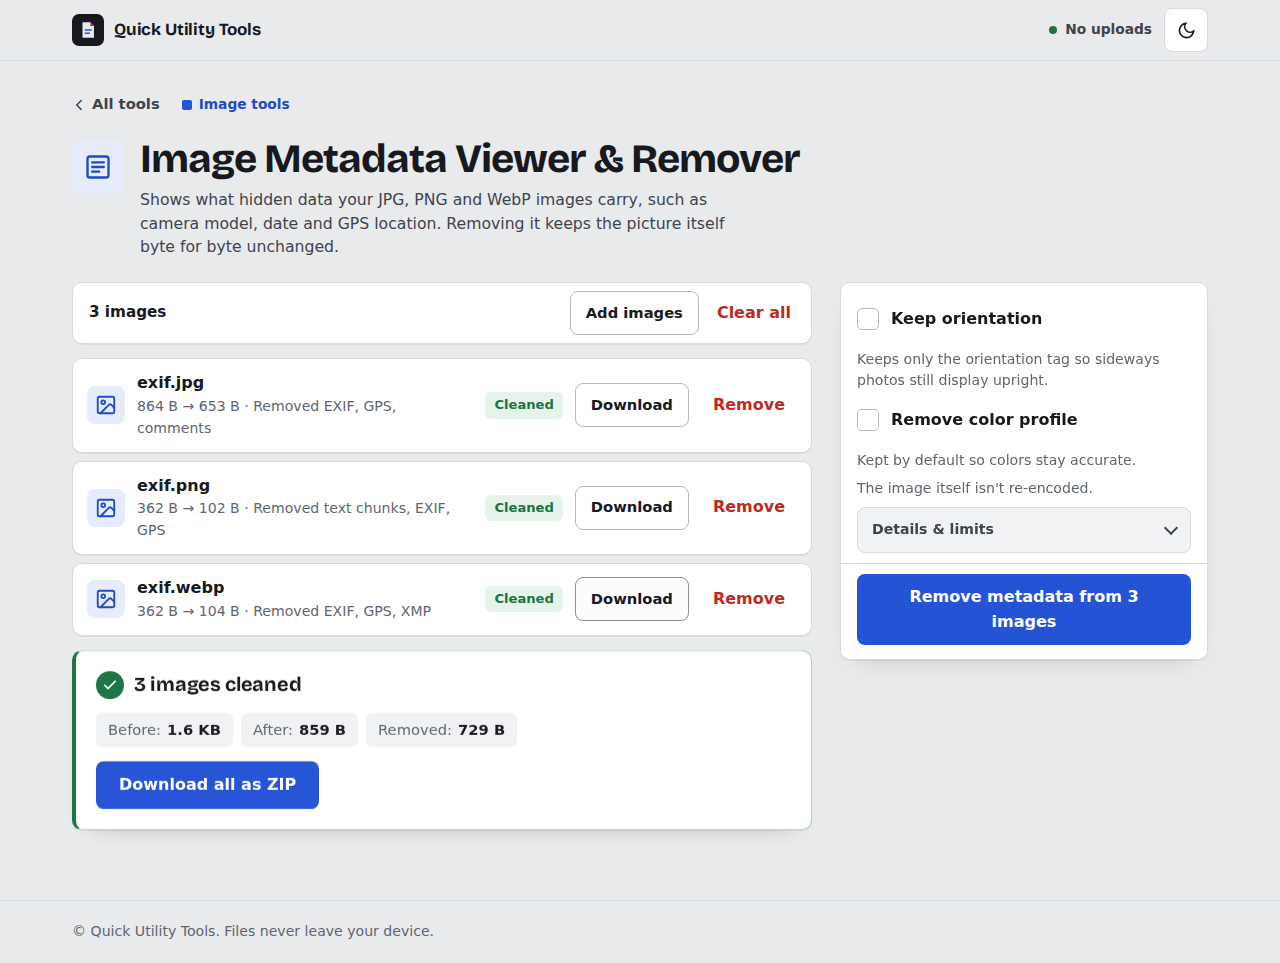 Quick Utility Tools
No uploads
All tools
Image tools
Image Metadata Viewer & Remover
Shows what hidden data your JPG, PNG and WebP images carry, such as
camera model, date and GPS location. Removing it keeps the picture itself
byte for byte unchanged.
3 images
Add images
Clear all
exif.jpg
864 B → 653 B · Removed EXIF, GPS,
comments
Cleaned
Download
Remove
exif.png
362 B → 102 B · Removed text chunks, EXIF,
GPS
Cleaned
Download
Remove
exif.webp
362 B → 104 B · Removed EXIF, GPS, XMP
Cleaned
Download
Remove
3 images cleaned
Before: 1.6 KB
After: 859 B
Removed: 729 B
Download all as ZIP
Keep orientation
Keeps only the orientation tag so sideways
photos still display upright.
Remove color profile
Kept by default so colors stay accurate.
The image itself isn't re-encoded.
Details & limits
Remove metadata from 3
images
© Quick Utility Tools. Files never leave your device.